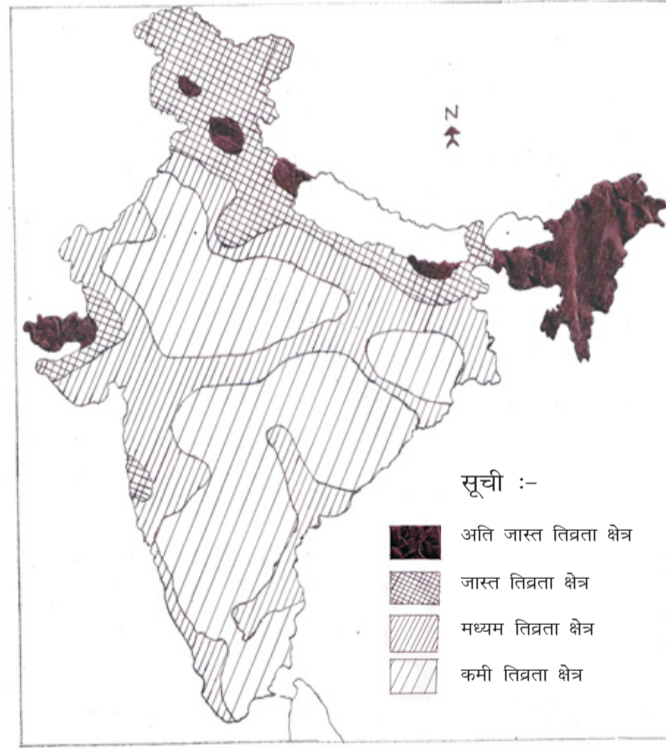 N
सूची :-
अति जास्त तिव्रता क्षेत्र
जास्त तिव्रता क्षेत्र
मध्यम तिव्रता क्षेत्र
कमी तिव्रता क्षेत्र